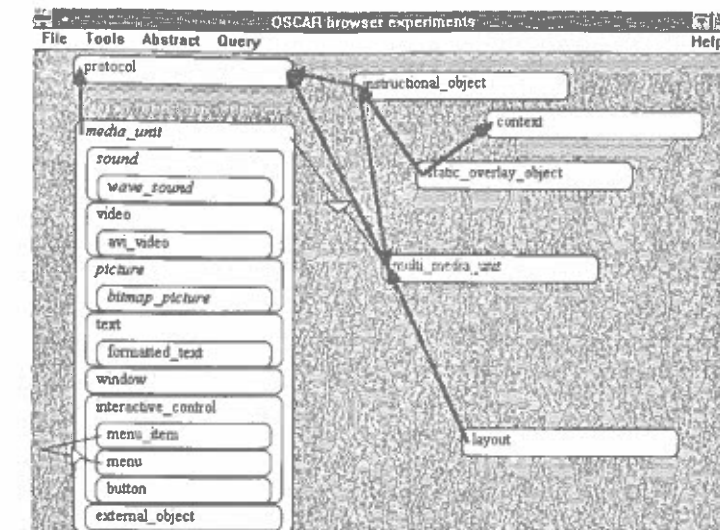 OSCAR browser experiments
File Tools Abstract Query Help
protocol
instructional_object
context
media_unit
sound
static_overlay_object
wave_sound
video
avi_video
multi_media_unit
picture
bitmap_picture
text
formatted_text
window
interactive_control
menu_item
layout
menu
button
external_object